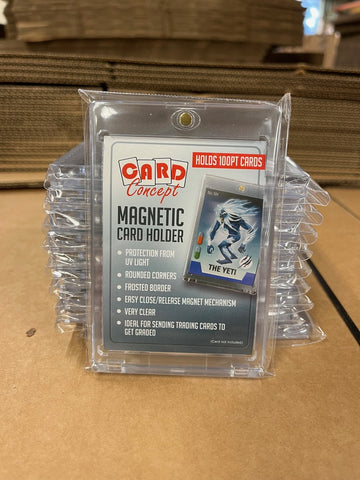 HOLDS 100PT CARDS
CARD
Concept
MAGNETIC
CARD HOLDER
• PROTECTION FROM
UV LIGHT
• ROUNDED CORNERS
• FROSTED BORDER
• EASY CLOSE/RELEASE MAGNET MECHANISM
• VERY CLEAR
• IDEAL FOR SENDING TRADING CARDS TO
GET GRADED
THE YETI
(Card not included)